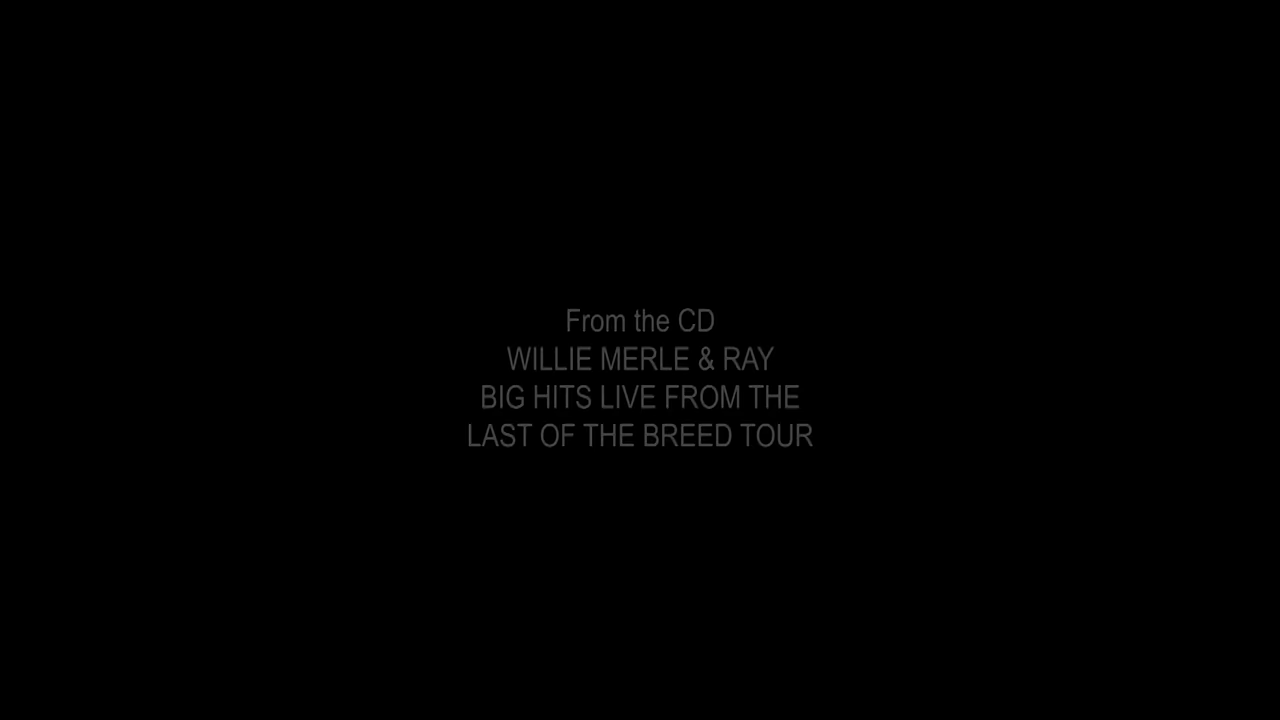 From the CD
WILLIE MERLE & RAY
BIG HITS LIVE FROM THE
LAST OF THE BREED TOUR